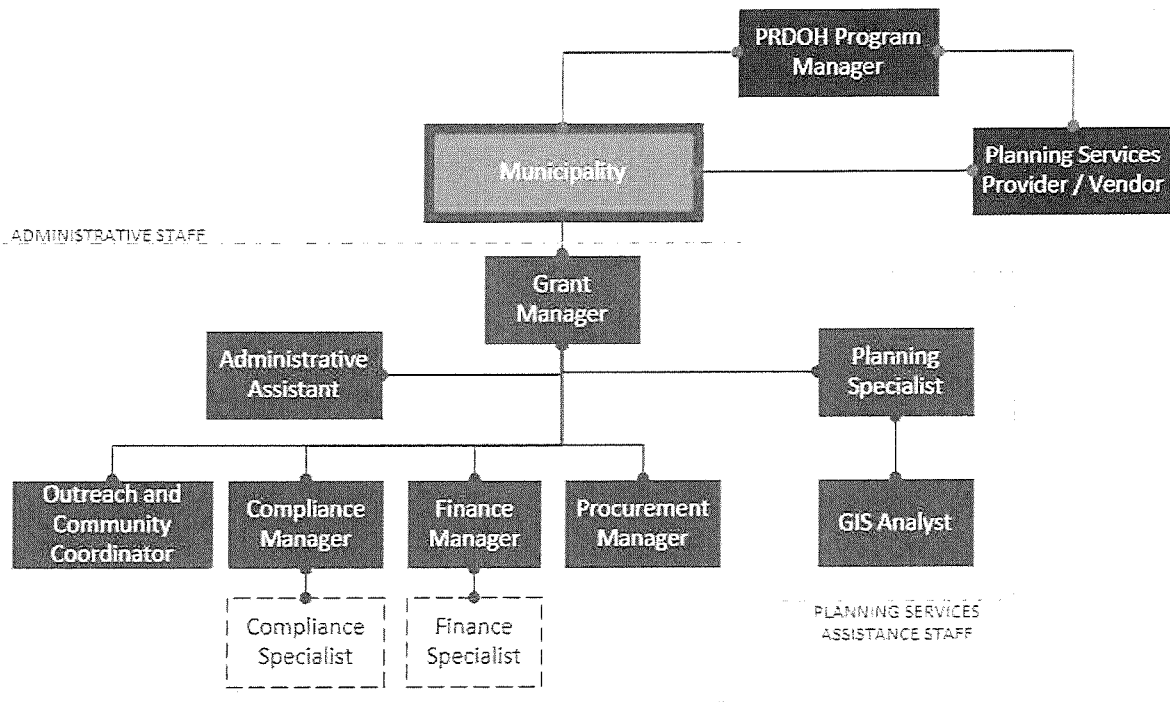 PRDOH Program
Manager
Municipality
Planning Services
Provider / Vendor
ADMINISTRATIVE STAFF
Grant
Manager
Administrative
Assistant
Planning
Specialist
Outreach and
Community
Coordinator
Compliance
Manager
Finance
Manager
Procurement
Manager
GIS Analyst
Compliance
Specialist
Finance
Specialist
PLANNING SERVICES
ASSISTANCE STAFF